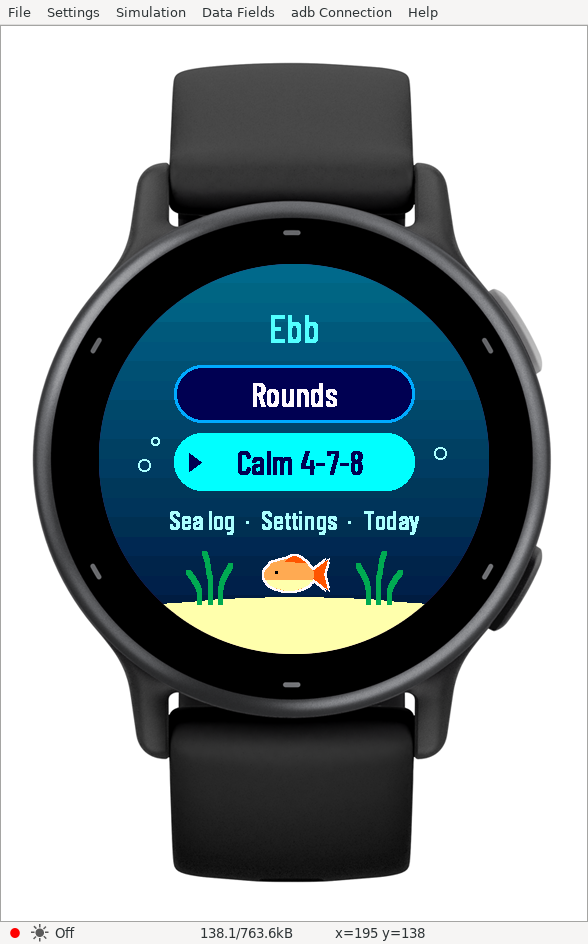 File Settings Simulation Data Fields adb Connection Help
Ebb
Rounds
Calm 4-7-8
Sea log · Settings · Today
Off 138.1/763.6kB x=195 y=138